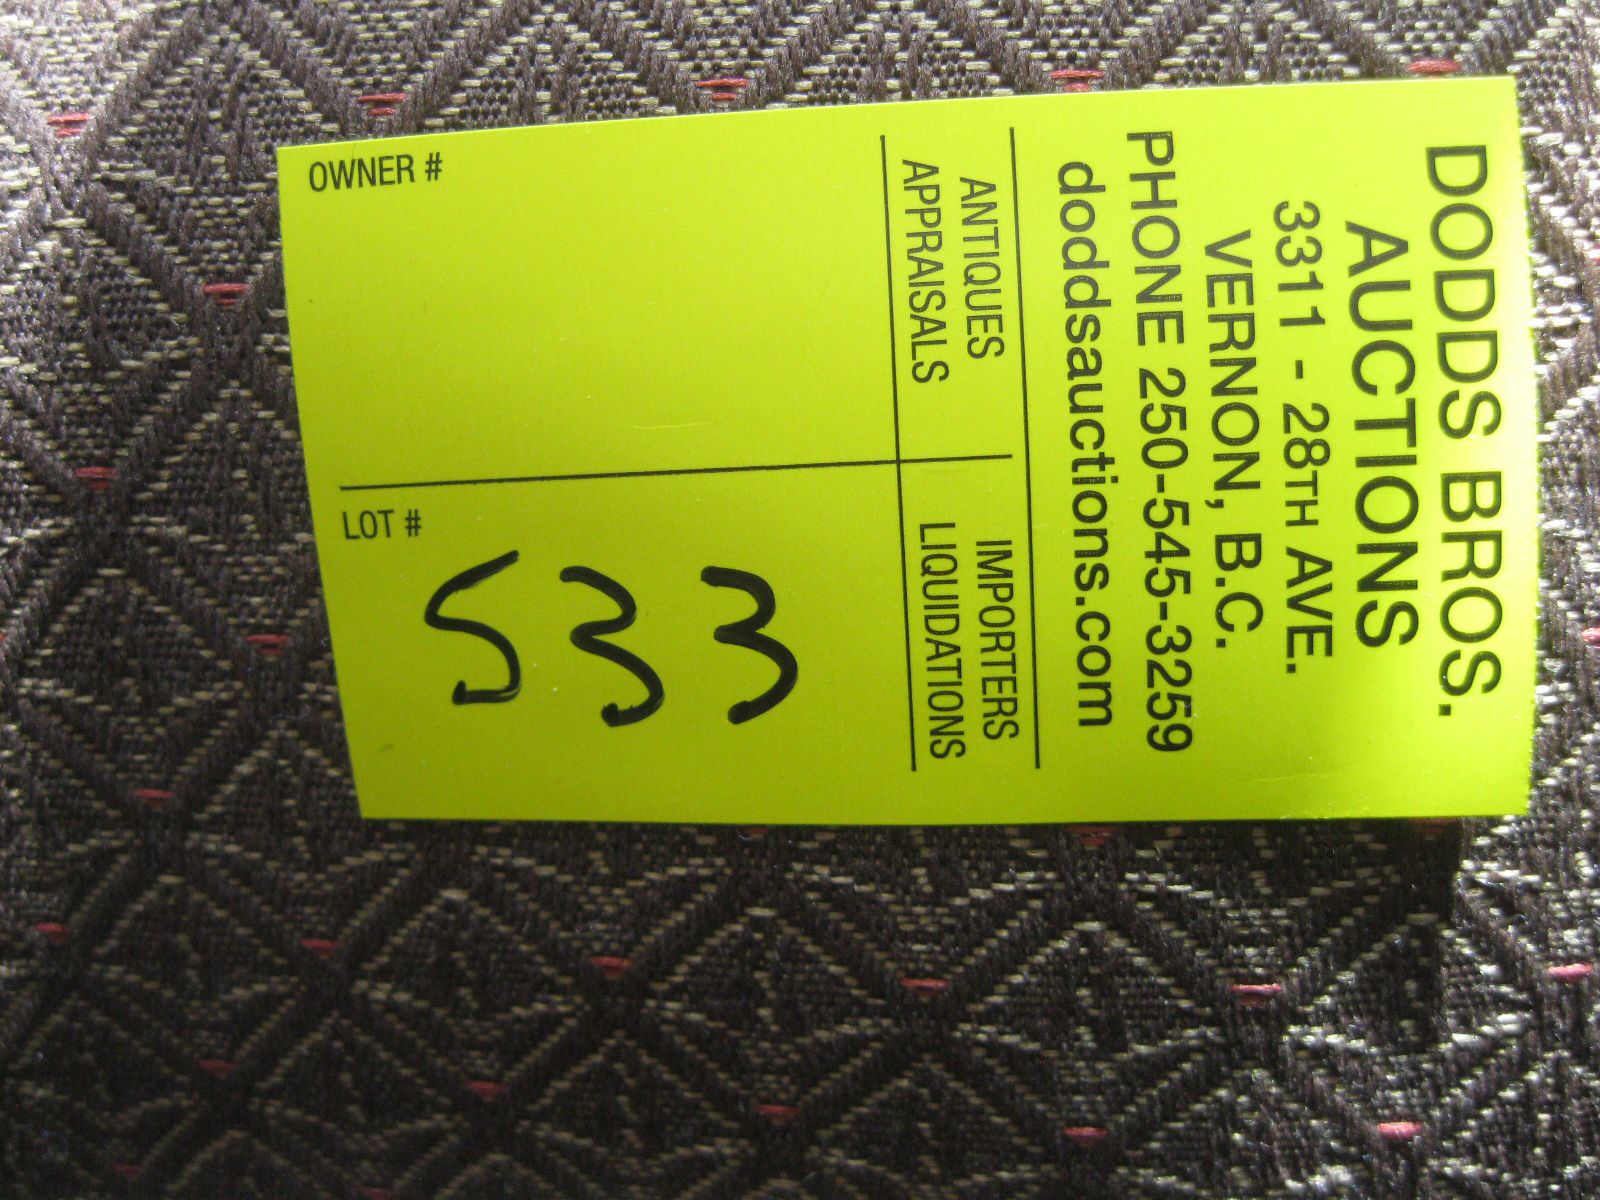 DODDS BROS.
AUCTIONS
3311 - 28TH AVE.
VERNON, B.C.
PHONE 250-545-3259
doddsauctions.com
ANTIQUES
APPRAISALS
IMPORTERS
LIQUIDATIONS
533
OWNER #
LOT #